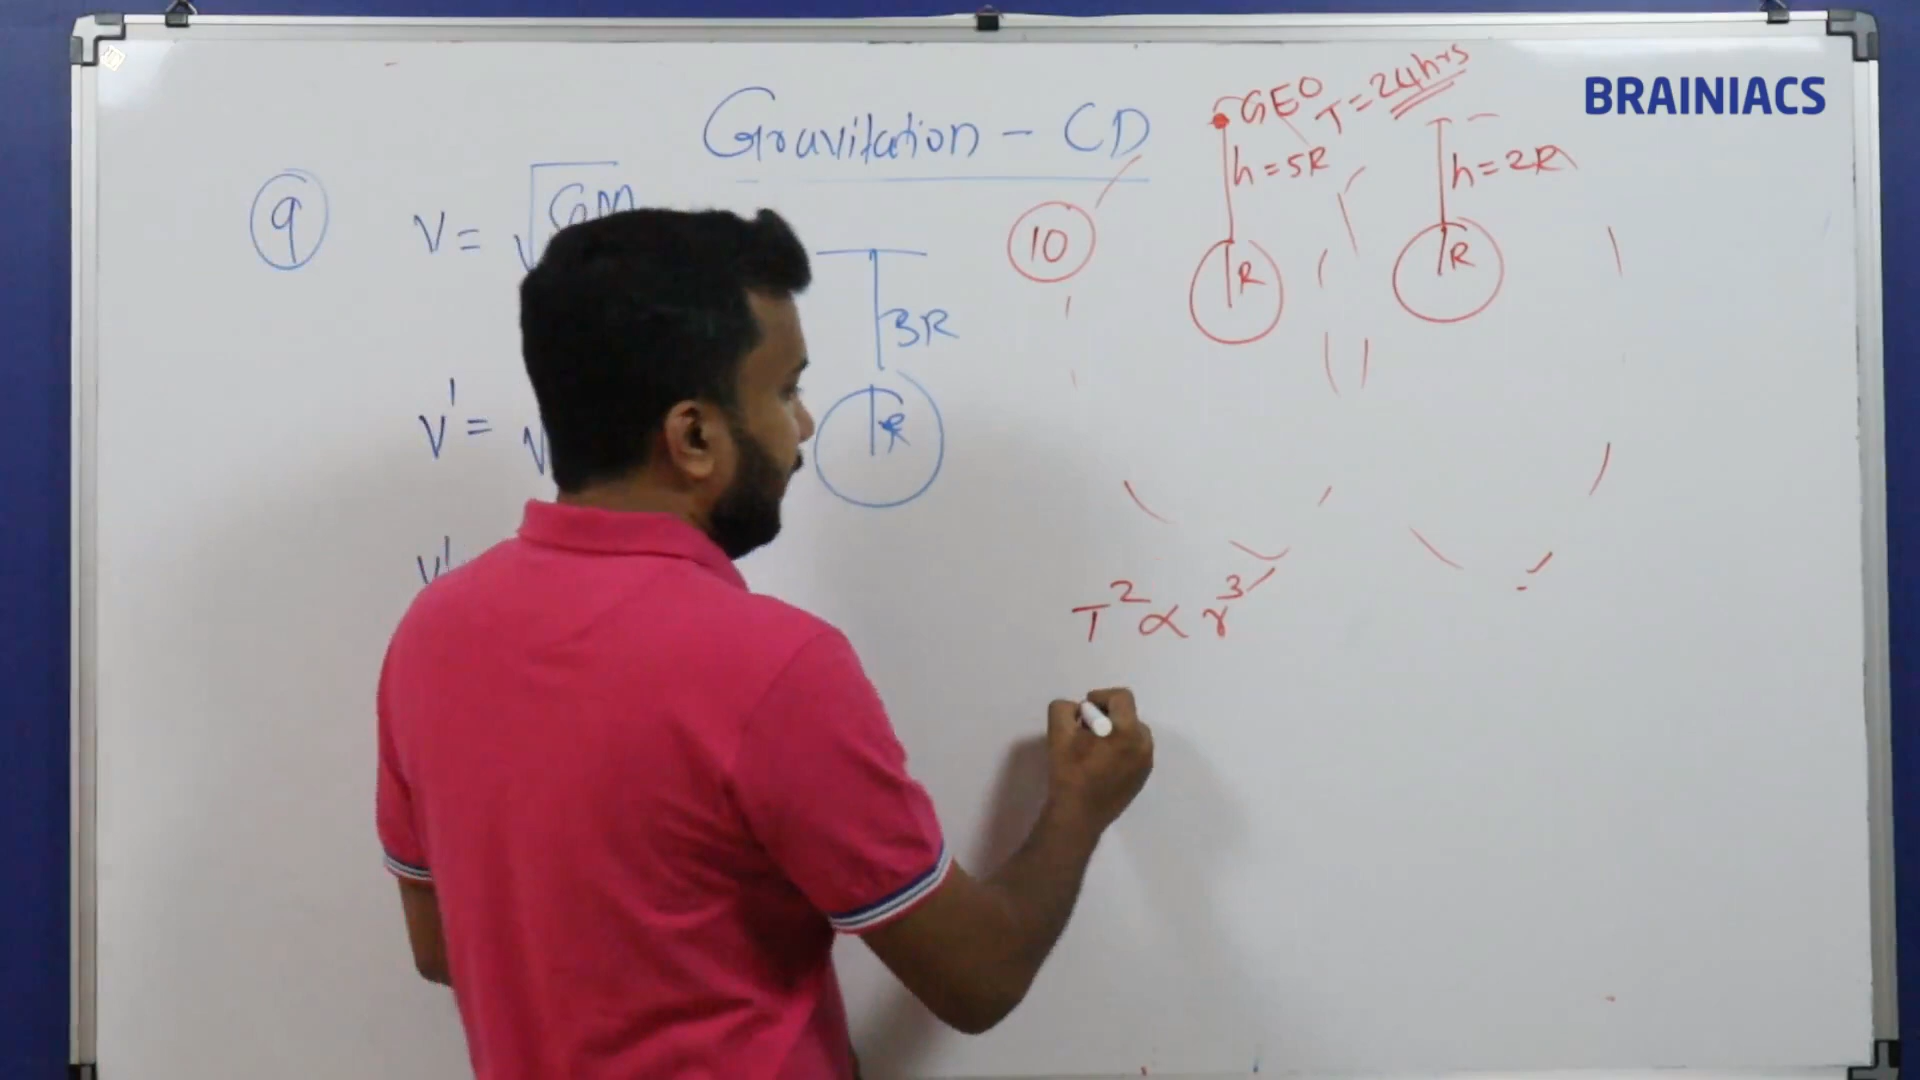 BRAINIACS
Gravitation - CD
9
V = √GM
3R
R
V' =
V'
10
GEO T = 24hrs
h = 5R
R
h = 2R
R
T² ∝ r³